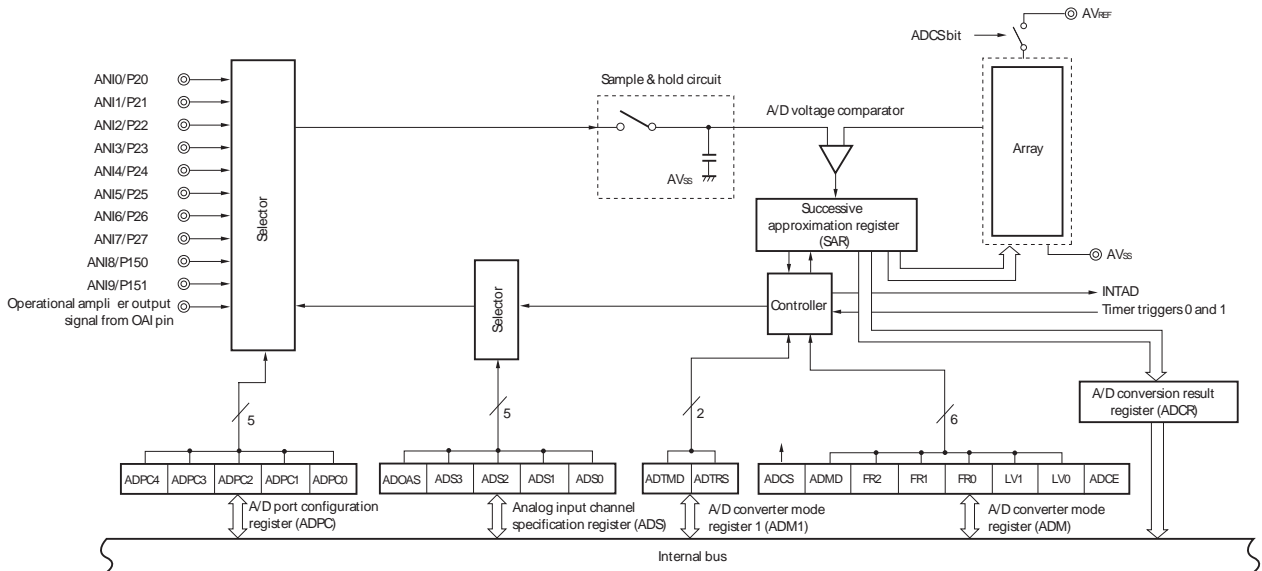 AVREF
ADCS bit
ANI0/P20
ANI1/P21
ANI2/P22
ANI3/P23
ANI4/P24
ANI5/P25
ANI6/P26
ANI7/P27
ANI8/P150
ANI9/P151
Operational ampli er output
signal from OAI pin
Selector
Sample & hold circuit
AVSS
A/D voltage comparator
Array
AVSS
Successive
approximation register
(SAR)
Selector
Controller
INTAD
Timer triggers 0 and 1
A/D conversion result
register (ADCR)
5
5
2
6
ADPC4 ADPC3 ADPC2 ADPC1 ADPC0
ADOAS ADS3 ADS2 ADS1 ADS0
ADTMD ADTRS
ADCS ADMD FR2 FR1 FR0 LV1 LV0 ADCE
A/D port configuration
register (ADPC)
Analog input channel
specification register (ADS)
A/D converter mode
register 1 (ADM1)
A/D converter mode
register (ADM)
Internal bus